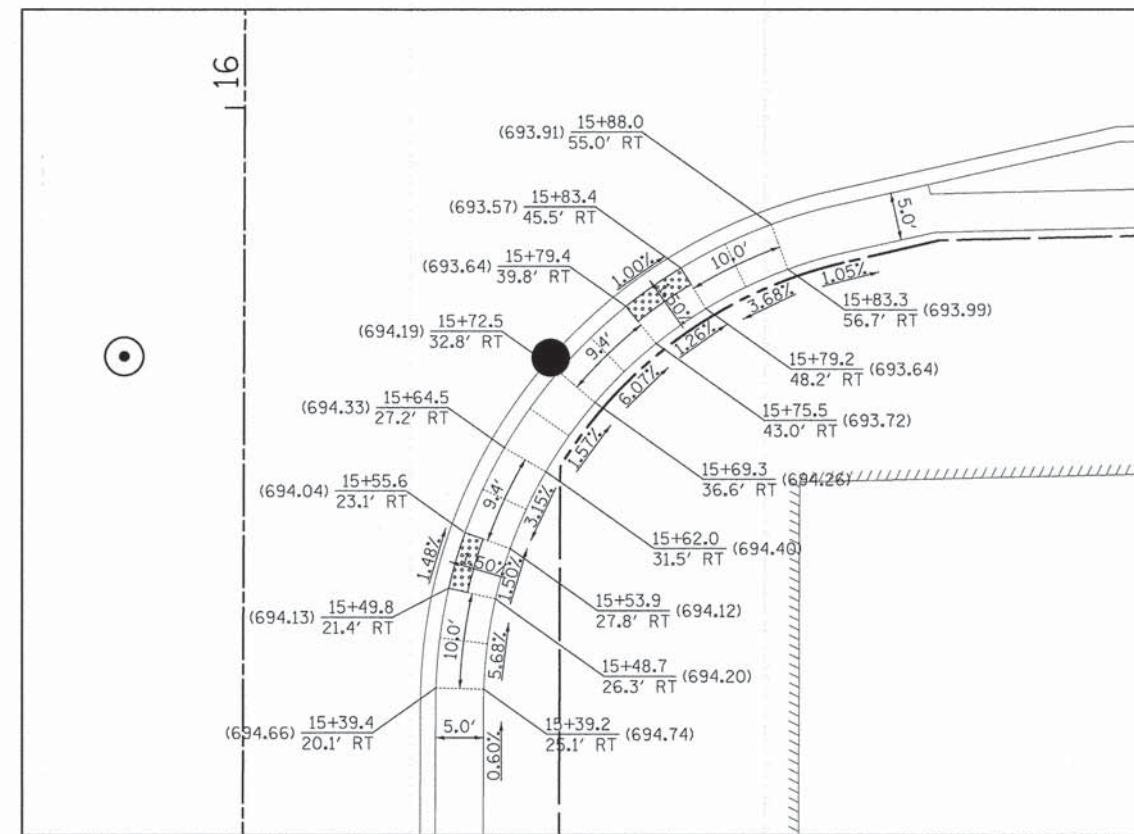 16
(693.91) 15+88.0
55.0' RT
(693.57) 15+83.4
45.5' RT
(693.64) 15+79.4
39.8' RT
(694.19) 15+72.5
32.8' RT
(694.33) 15+64.5
27.2' RT
(694.04) 15+55.6
23.1' RT
(694.13) 15+49.8
21.4' RT
(694.66) 15+39.4
20.1' RT
1.00%
10.0'
5.0'
1.05%
3.68%
1.26%
9.4'
6.07%
1.57%
9.4'
3.15%
1.48%
1.50%
10.0'
5.68%
5.0'
0.60%
15+83.3 (693.99)
56.7' RT
15+79.2 (693.64)
48.2' RT
15+75.5 (693.72)
43.0' RT
15+69.3 (694.26)
36.6' RT
15+62.0 (694.40)
31.5' RT
15+53.9 (694.12)
27.8' RT
15+48.7 (694.20)
26.3' RT
15+39.2 (694.74)
25.1' RT